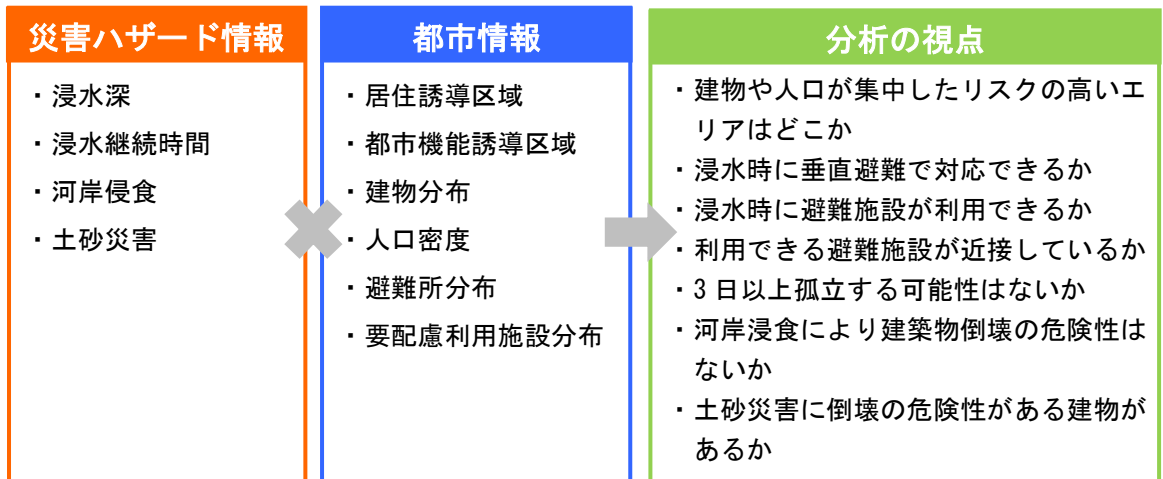 災害ハザード情報
・浸水深
・浸水継続時間
・河岸侵食
・土砂災害
都市情報
・居住誘導区域
・都市機能誘導区域
・建物分布
・人口密度
・避難所分布
・要配慮利用施設分布
分析の視点
・建物や人口が集中したリスクの高いエ
リアはどこか
・浸水時に垂直避難で対応できるか
・浸水時に避難施設が利用できるか
・利用できる避難施設が近接しているか
・3日以上孤立する可能性はないか
・河岸浸食により建築物倒壊の危険性は
ないか
・土砂災害に倒壊の危険性がある建物が
あるか